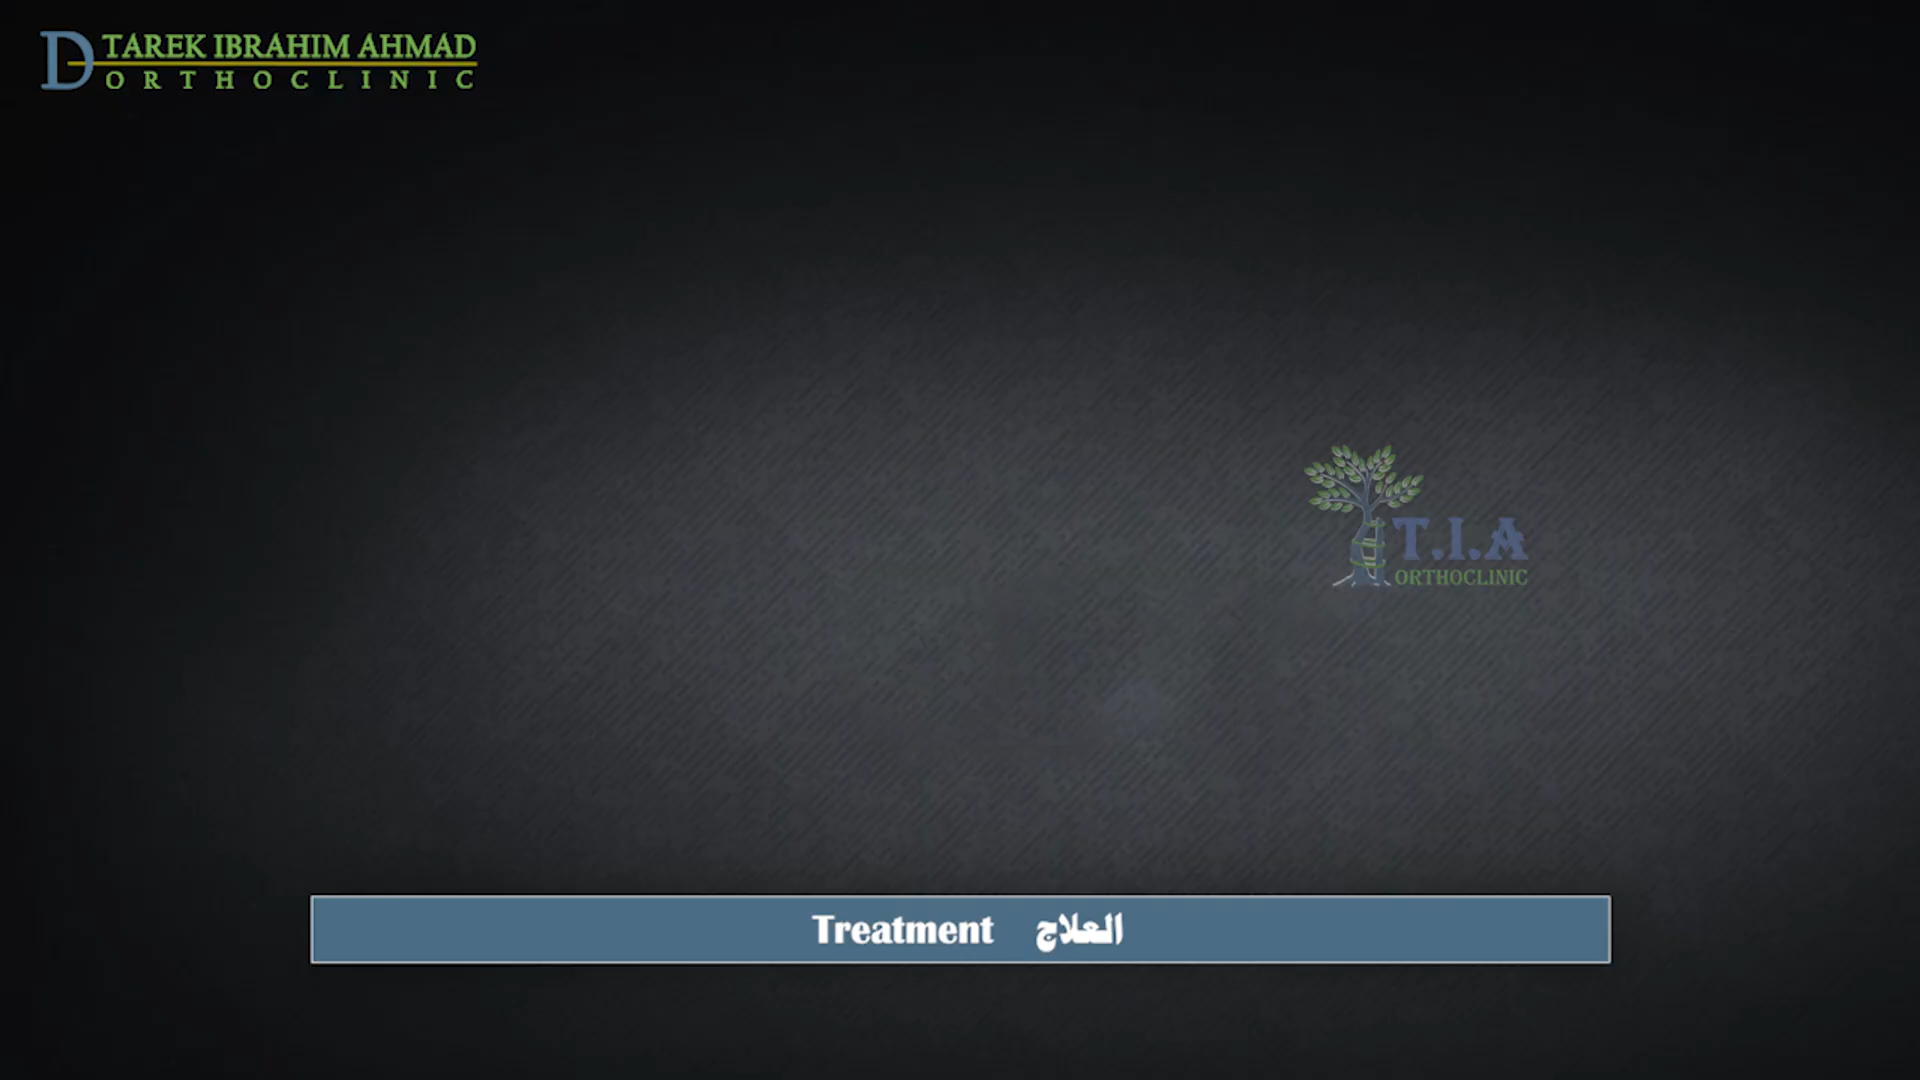 D TAREK IBRAHIM AHMAD
ORTHOCLINIC
T.I.A
ORTHOCLINIC
Treatment العلاج